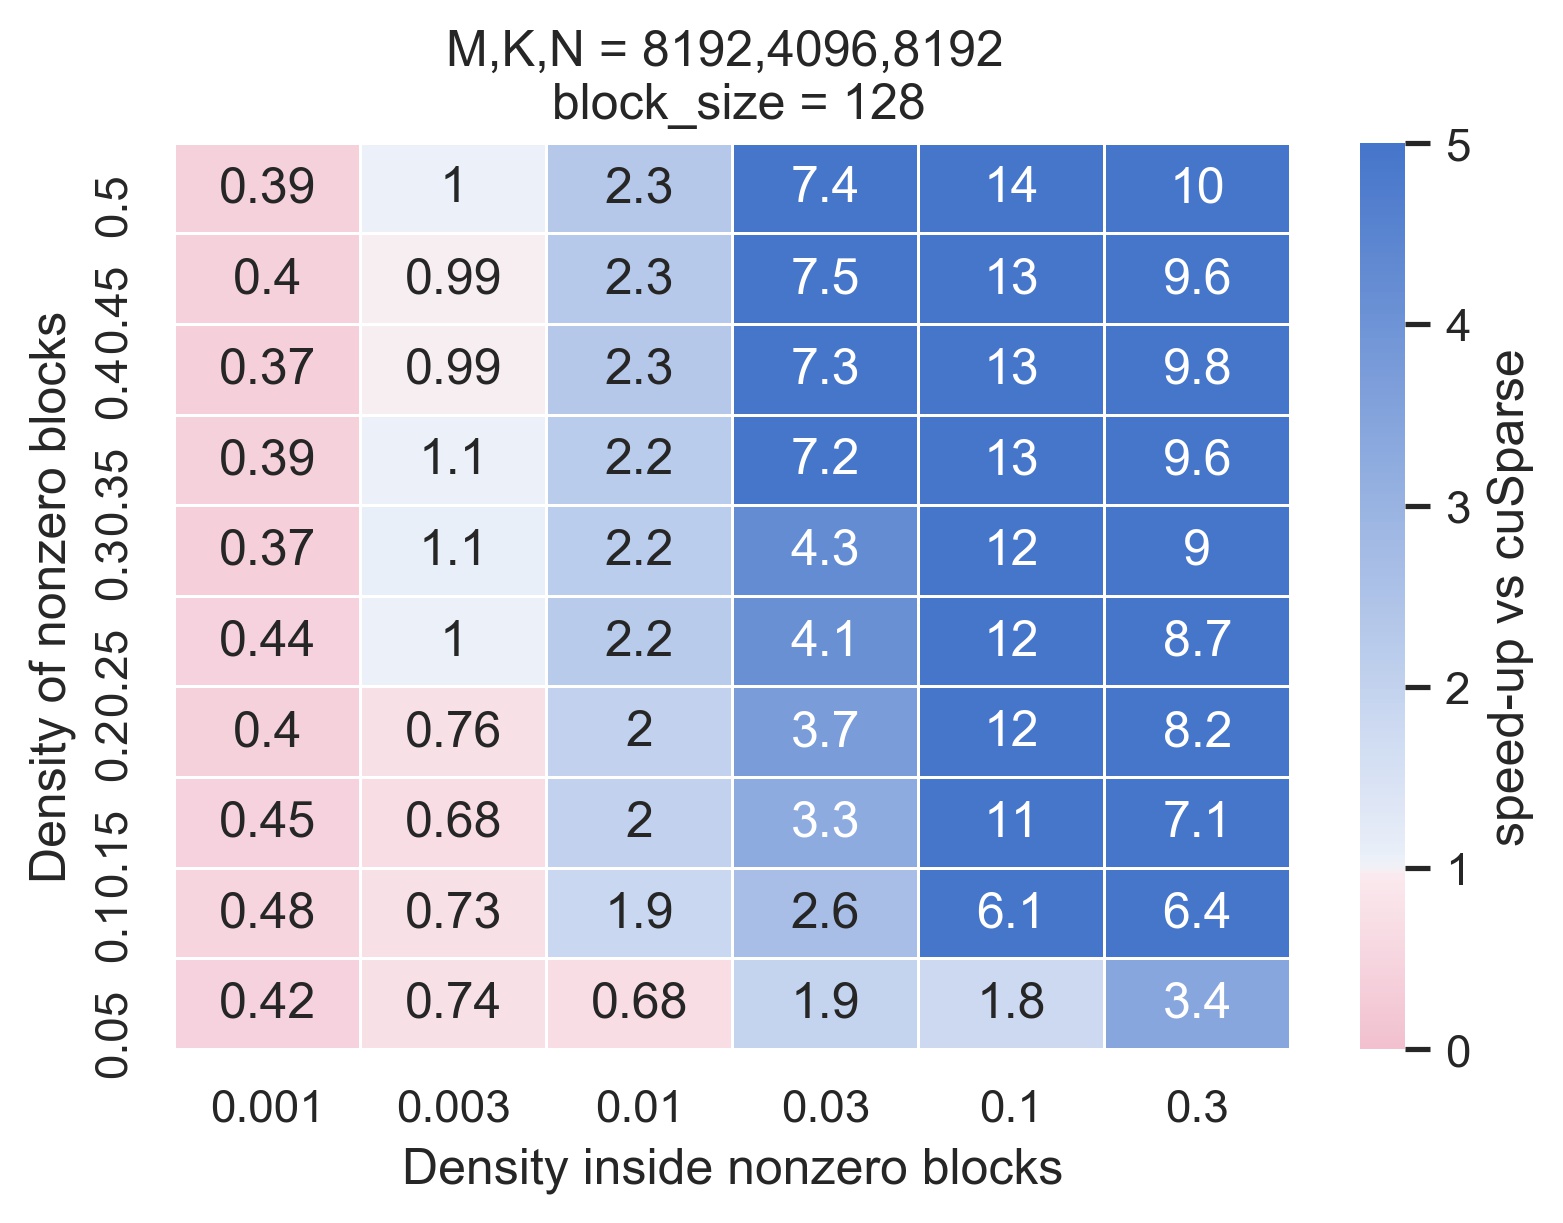 M,K,N = 8192,4096,8192
block_size = 128
Density of nonzero blocks
0.5 0.39 1 2.3 7.4 14 10
0.45 0.4 0.99 2.3 7.5 13 9.6
0.4 0.37 0.99 2.3 7.3 13 9.8
0.35 0.39 1.1 2.2 7.2 13 9.6
0.3 0.37 1.1 2.2 4.3 12 9
0.25 0.44 1 2.2 4.1 12 8.7
0.2 0.4 0.76 2 3.7 12 8.2
0.15 0.45 0.68 2 3.3 11 7.1
0.1 0.48 0.73 1.9 2.6 6.1 6.4
0.05 0.42 0.74 0.68 1.9 1.8 3.4
0.001 0.003 0.01 0.03 0.1 0.3
Density inside nonzero blocks
5
4
3
2
1
0
speed-up vs cuSparse